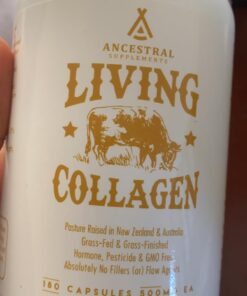 ANCESTRAL
SUPPLEMENTS
LIVING
COLLAGEN
Pasture Raised in New Zealand & Australia
Grass-Fed & Grass-Finished
Hormone, Pesticide & GMO Free
Absolutely No Fillers (or) Flow Agents
180 CAPSULES 500MG EA